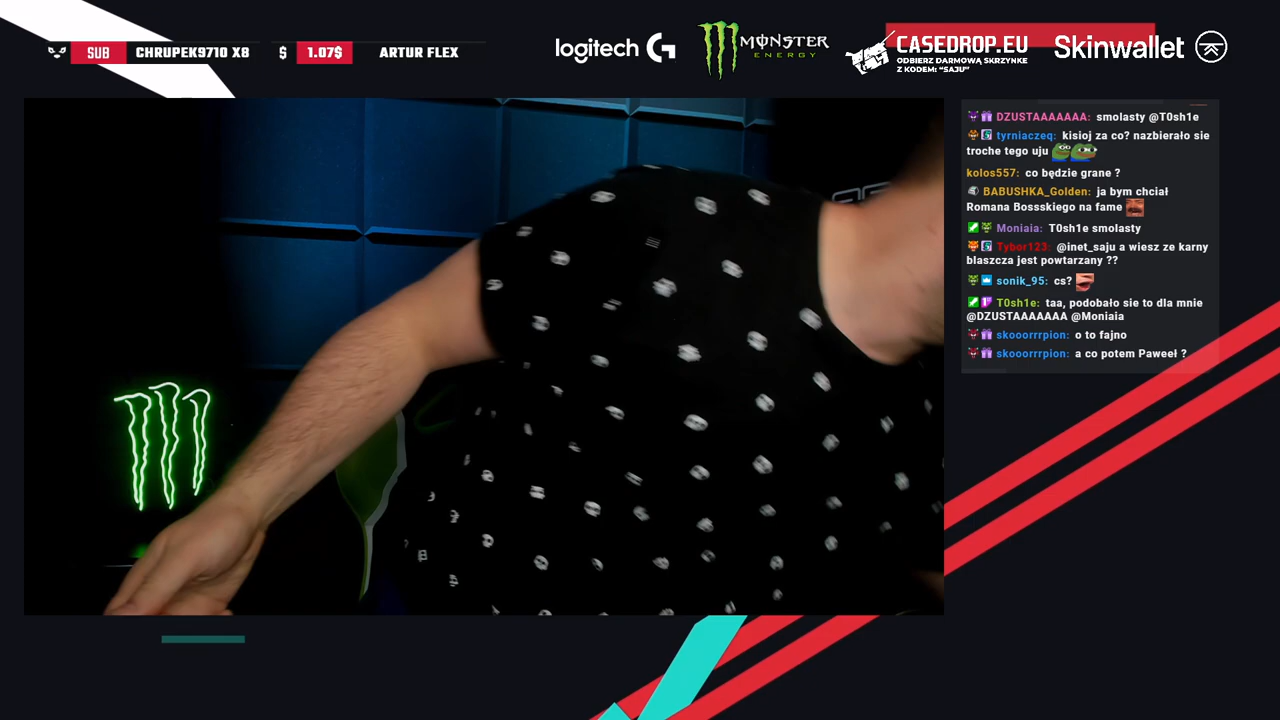 SUB CHRUPEK9710 X8 $ 1.07$ ARTUR FLEX
logitech G
MONSTER
ENERGY
CASEDROP.EU
ODBIERZ DARMOWĄ SKRZYNKE
Z KODEM: "SAJU"
Skinwallet
DZUSTAAAAAAA: smolasty @T0sh1e
tyrniaczeq: kisioj za co? nazbierało sie
troche tego uju
kolos557: co będzie grane ?
BABUSHKA_Golden: ja bym chciał
Romana Bossskiego na fame
Moniaia: T0sh1e smolasty
Tybor123: @inet_saju a wiesz ze karny
blaszcza jest powtarzany ??
sonik_95: cs?
T0sh1e: taa, podobało sie to dla mnie
@DZUSTAAAAAAA @Moniaia
skooorrrpion: o to fajno
skooorrrpion: a co potem Paweeł ?